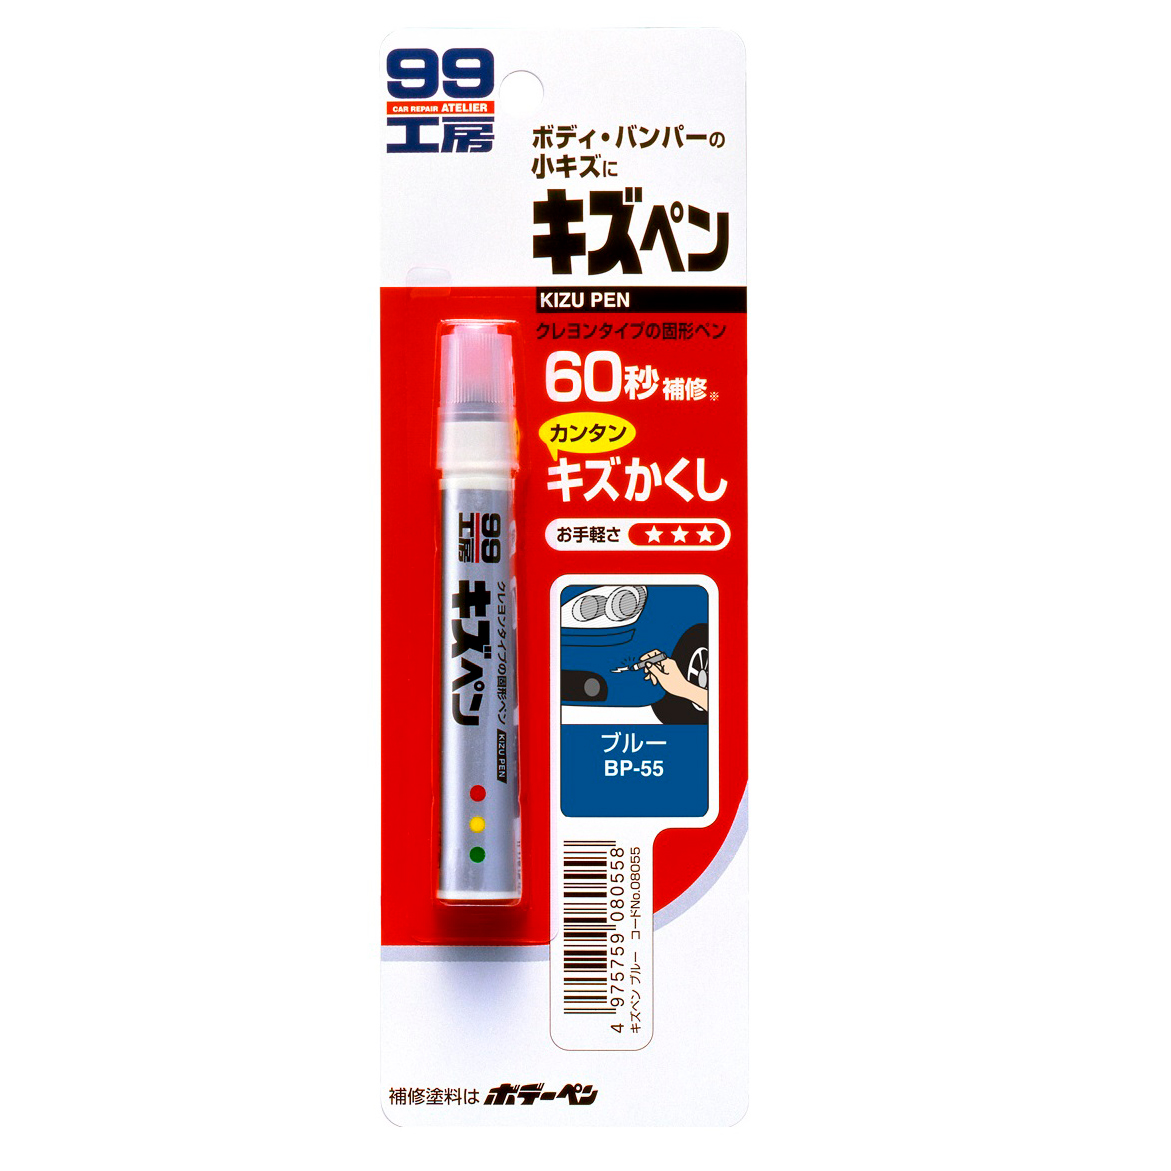 99
CAR REPAIR ATELIER
工房
ボディ・バンパーの
小キズに
キズペン
KIZU PEN
クレヨンタイプの固形ペン
60秒補修※
カンタン
キズかくし
お手軽さ ★★★
99工房
キズペン
クレヨンタイプの固形ペン
KIZU PEN
ブルー
BP-55
4 975759 080558
キズペン ブルー コードNo.08055
補修塗料は ボデーペン